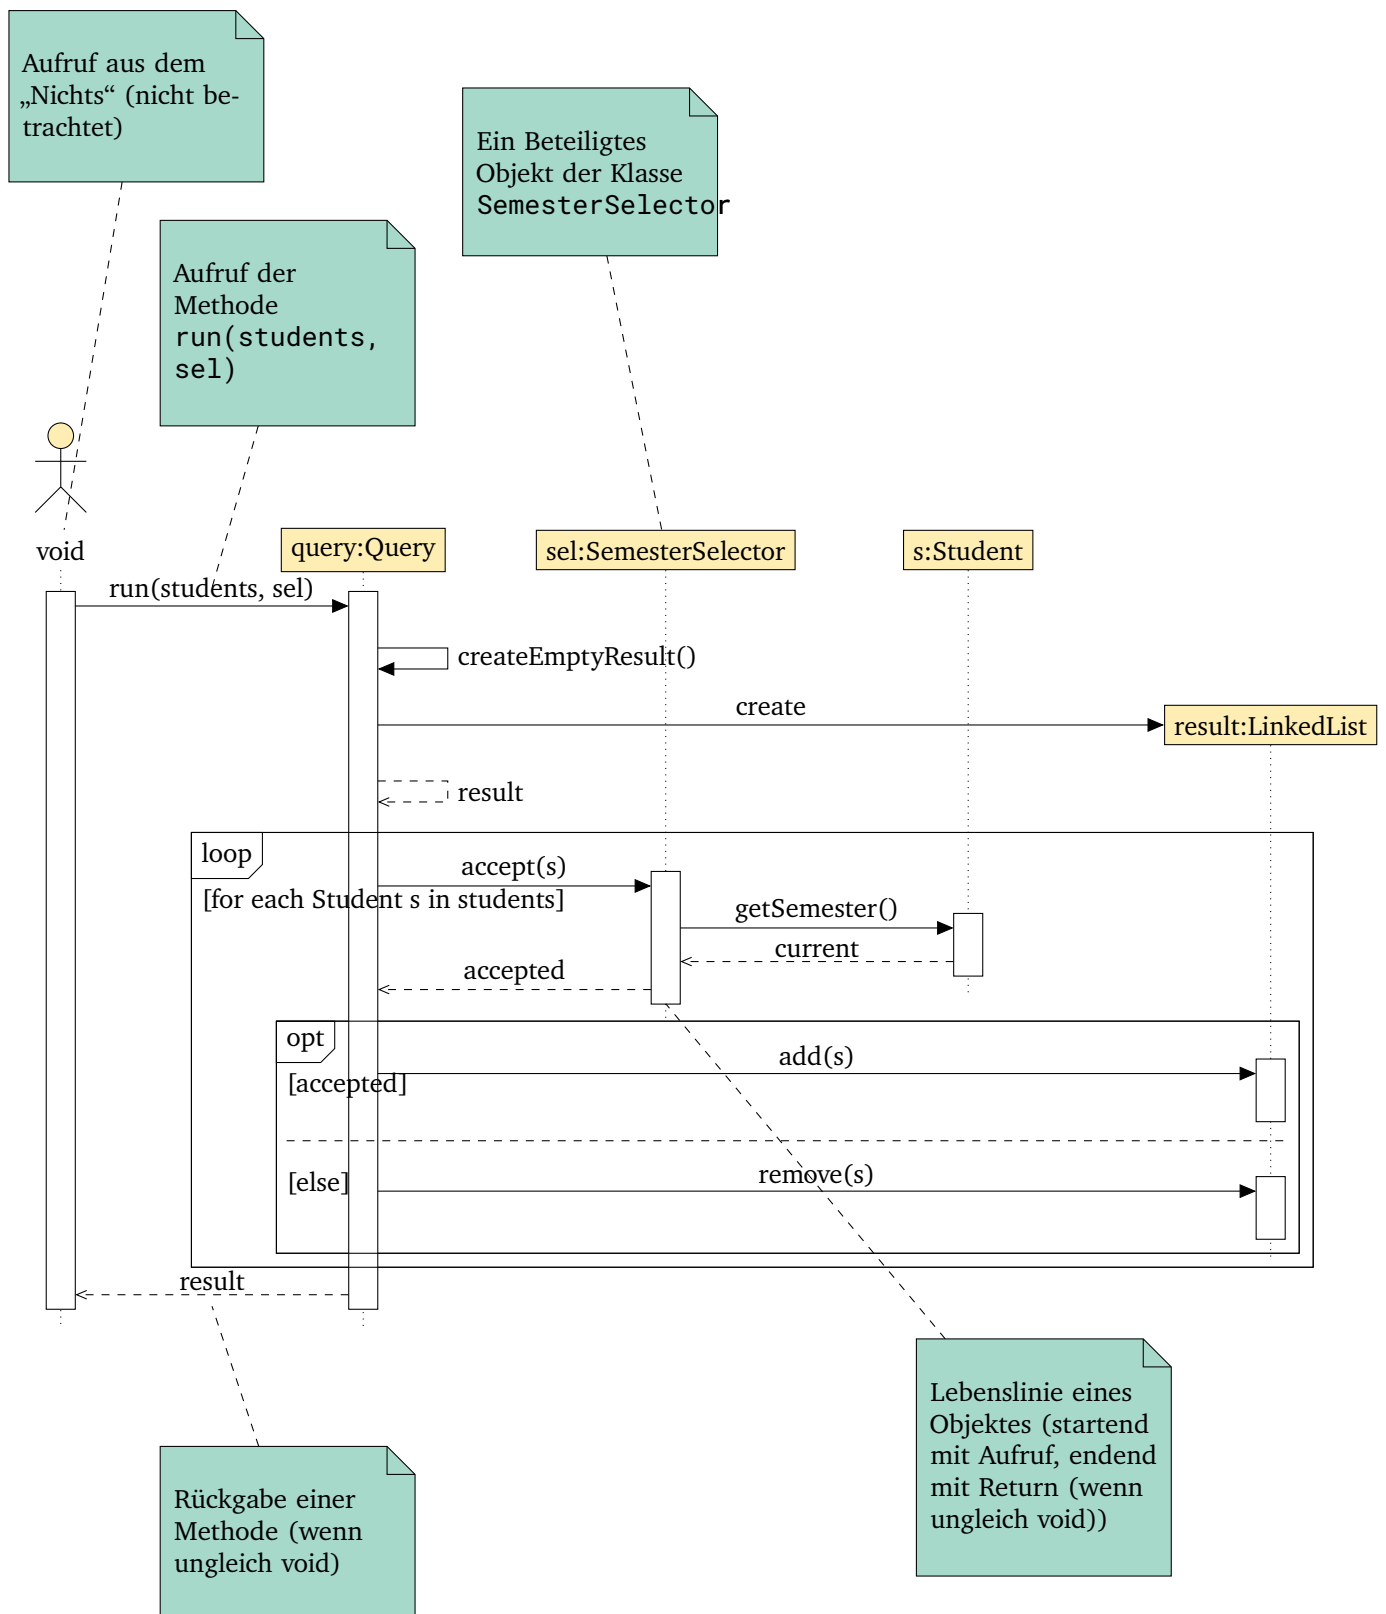 Aufruf aus dem
„Nichts“ (nicht be-
trachtet)
Ein Beteiligtes
Objekt der Klasse
SemesterSelector
Aufruf der
Methode
run(students,
sel)
void
query:Query
sel:SemesterSelector
s:Student
run(students, sel)
createEmptyResult()
create
result:LinkedList
result
loop
accept(s)
[for each Student s in students]
getSemester()
current
accepted
opt
add(s)
[accepted]
remove(s)
[else]
result
Lebenslinie eines
Objektes (startend
mit Aufruf, endend
mit Return (wenn
ungleich void))
Rückgabe einer
Methode (wenn
ungleich void)